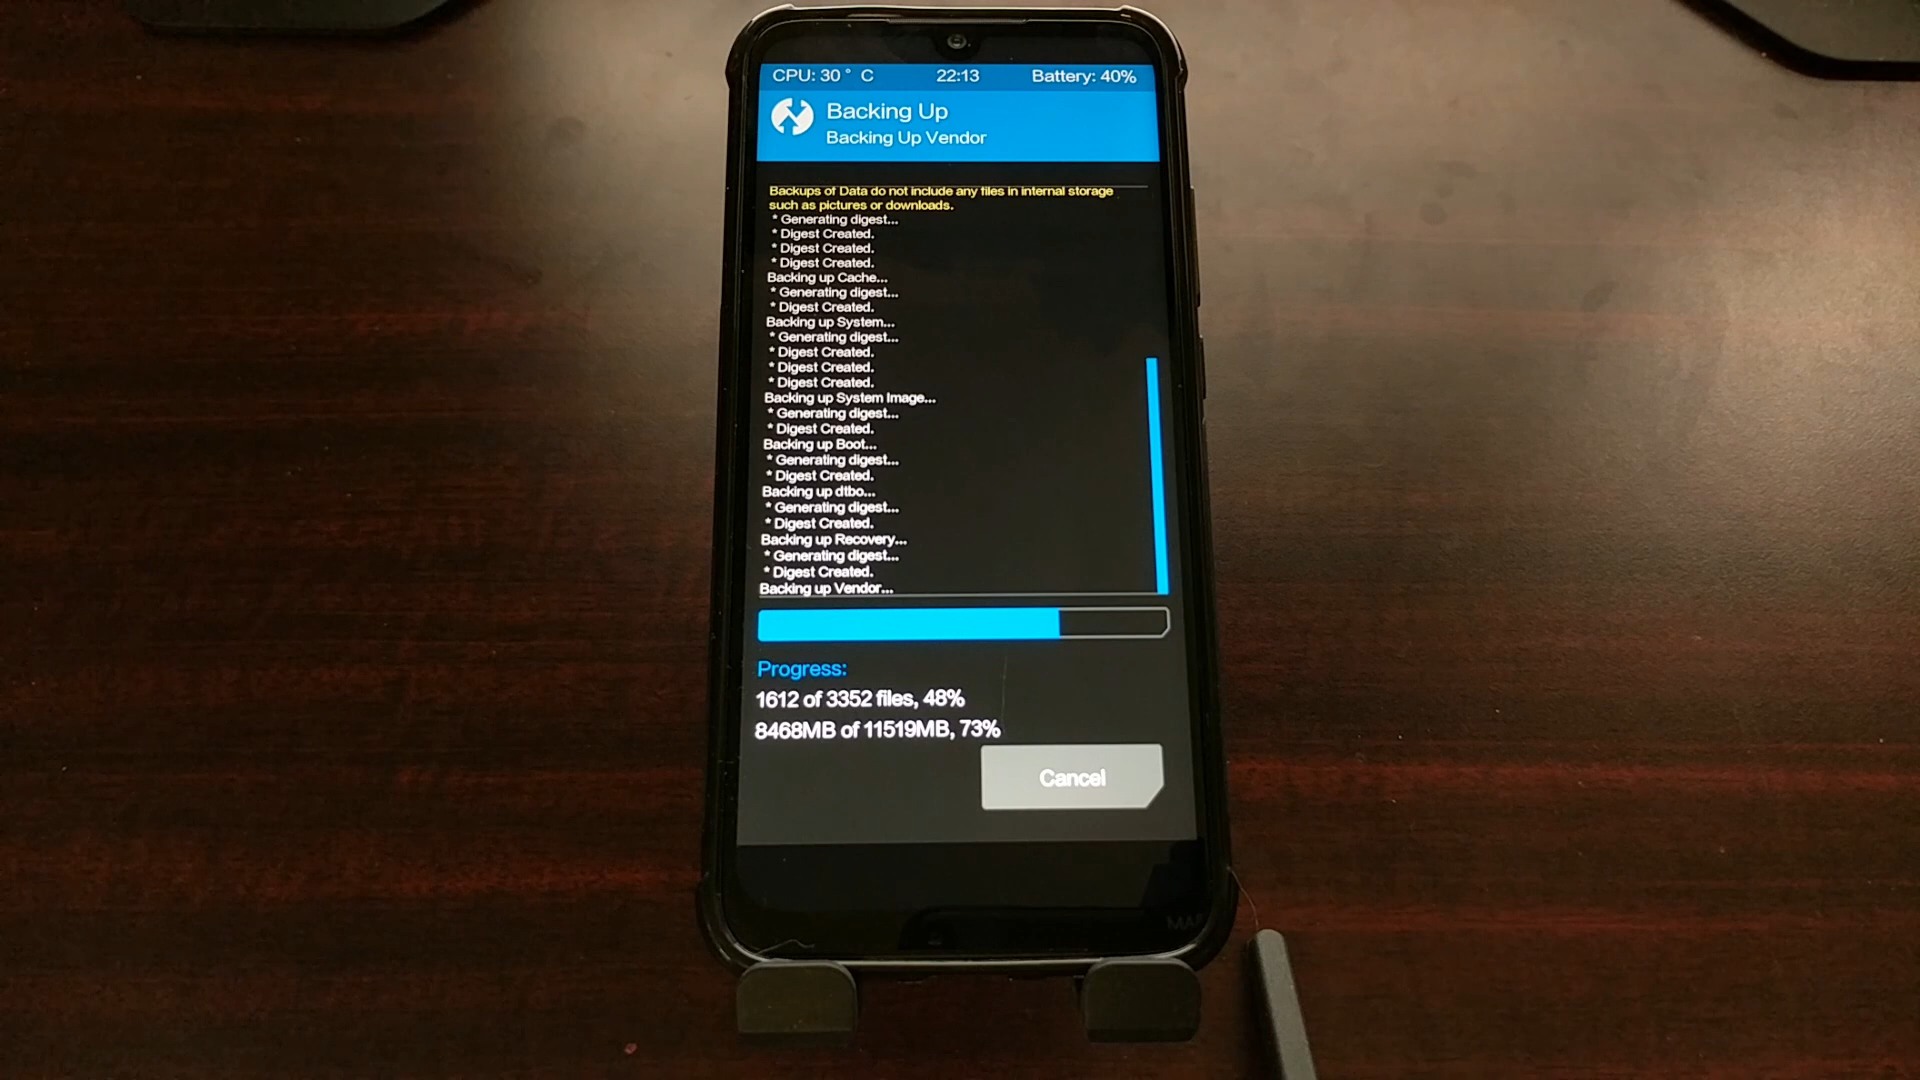 CPU: 30 ° C 22:13 Battery: 40%
Backing Up
Backing Up Vendor
Backups of Data do not include any files in internal storage
such as pictures or downloads.
* Generating digest...
* Digest Created.
* Digest Created.
* Digest Created.
Backing up Cache...
* Generating digest...
* Digest Created.
Backing up System...
* Generating digest...
* Digest Created.
* Digest Created.
* Digest Created.
Backing up System Image...
* Generating digest...
* Digest Created.
Backing up Boot...
* Generating digest...
* Digest Created.
Backing up dtbo...
* Generating digest...
* Digest Created.
Backing up Recovery...
* Generating digest...
* Digest Created.
Backing up Vendor...
Progress:
1612 of 3352 files, 48%
8468MB of 11519MB, 73%
Cancel